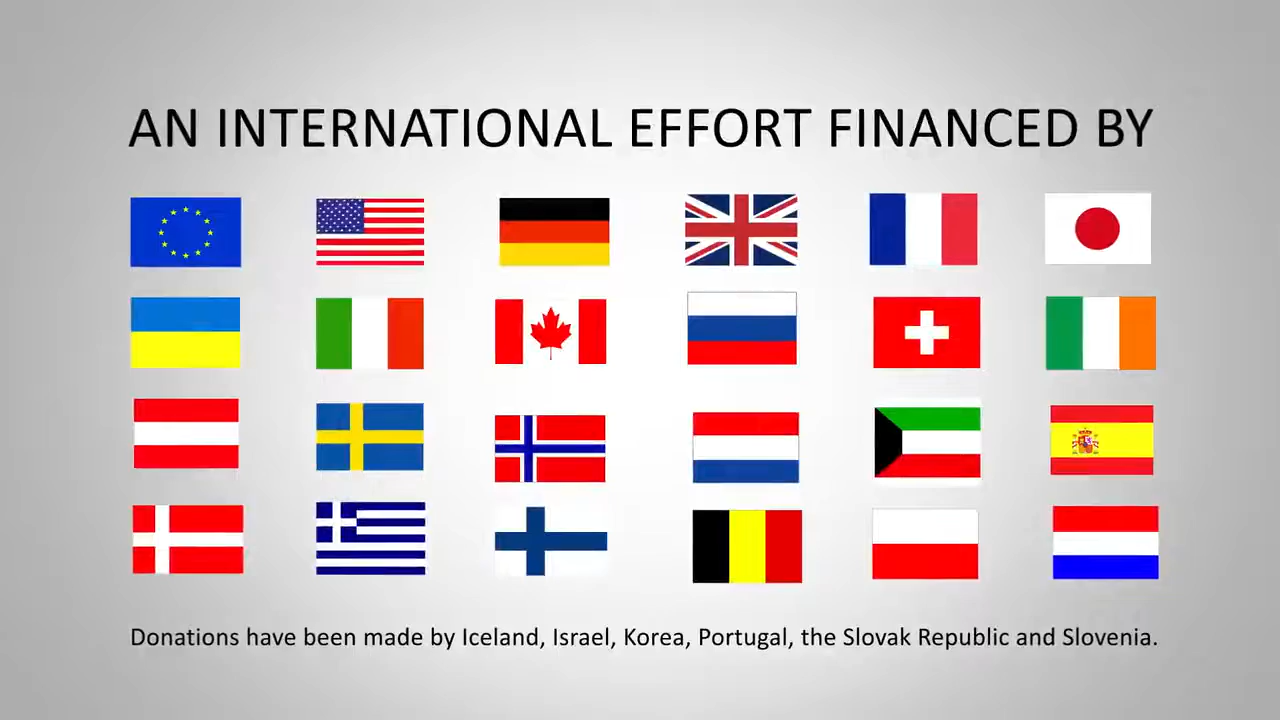 AN INTERNATIONAL EFFORT FINANCED BY
Donations have been made by Iceland, Israel, Korea, Portugal, the Slovak Republic and Slovenia.